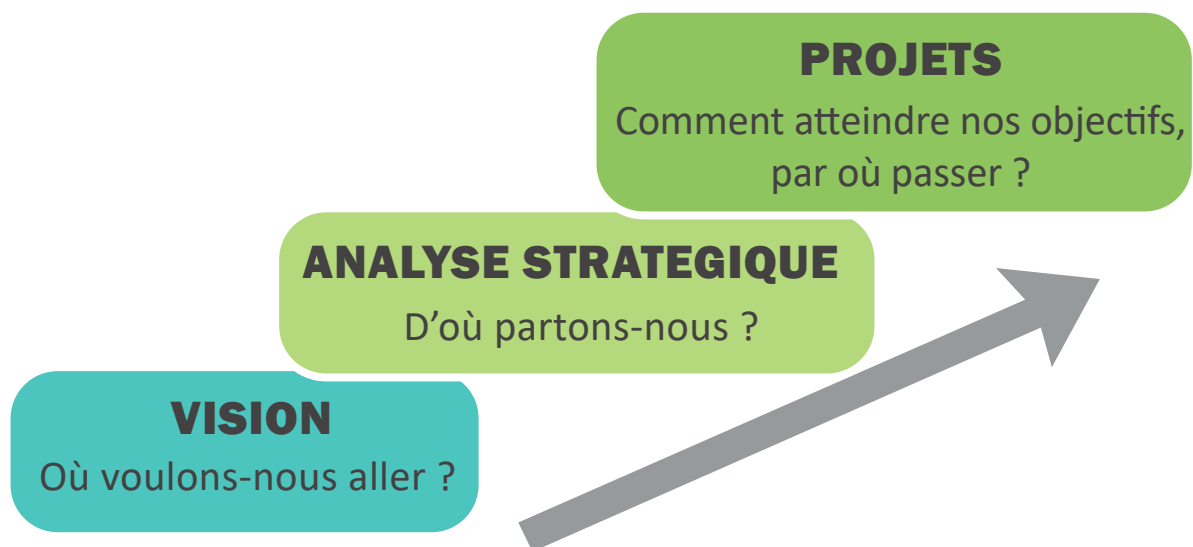 PROJETS
Comment atteindre nos objectifs,
par où passer ?
ANALYSE STRATEGIQUE
D’où partons-nous ?
VISION
Où voulons-nous aller ?